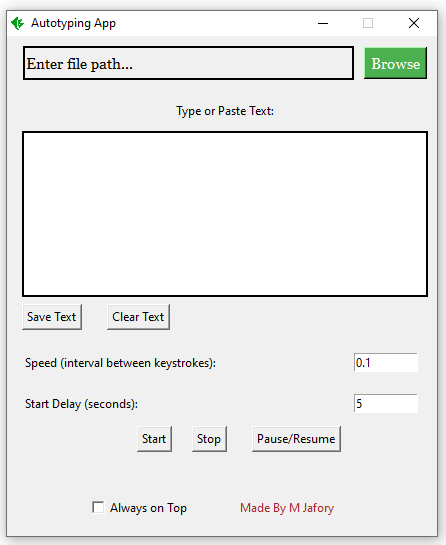 Autotyping App
Enter file path... Browse
Type or Paste Text:
Save Text Clear Text
Speed (interval between keystrokes): 0.1
Start Delay (seconds): 5
Start Stop Pause/Resume
Always on Top Made By M Jafory